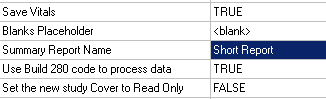 Save Vitals TRUE
Blanks Placeholder <blank>
Summary Report Name Short Report
Use Build 280 code to process data TRUE
Set the new study Cover to Read Only FALSE